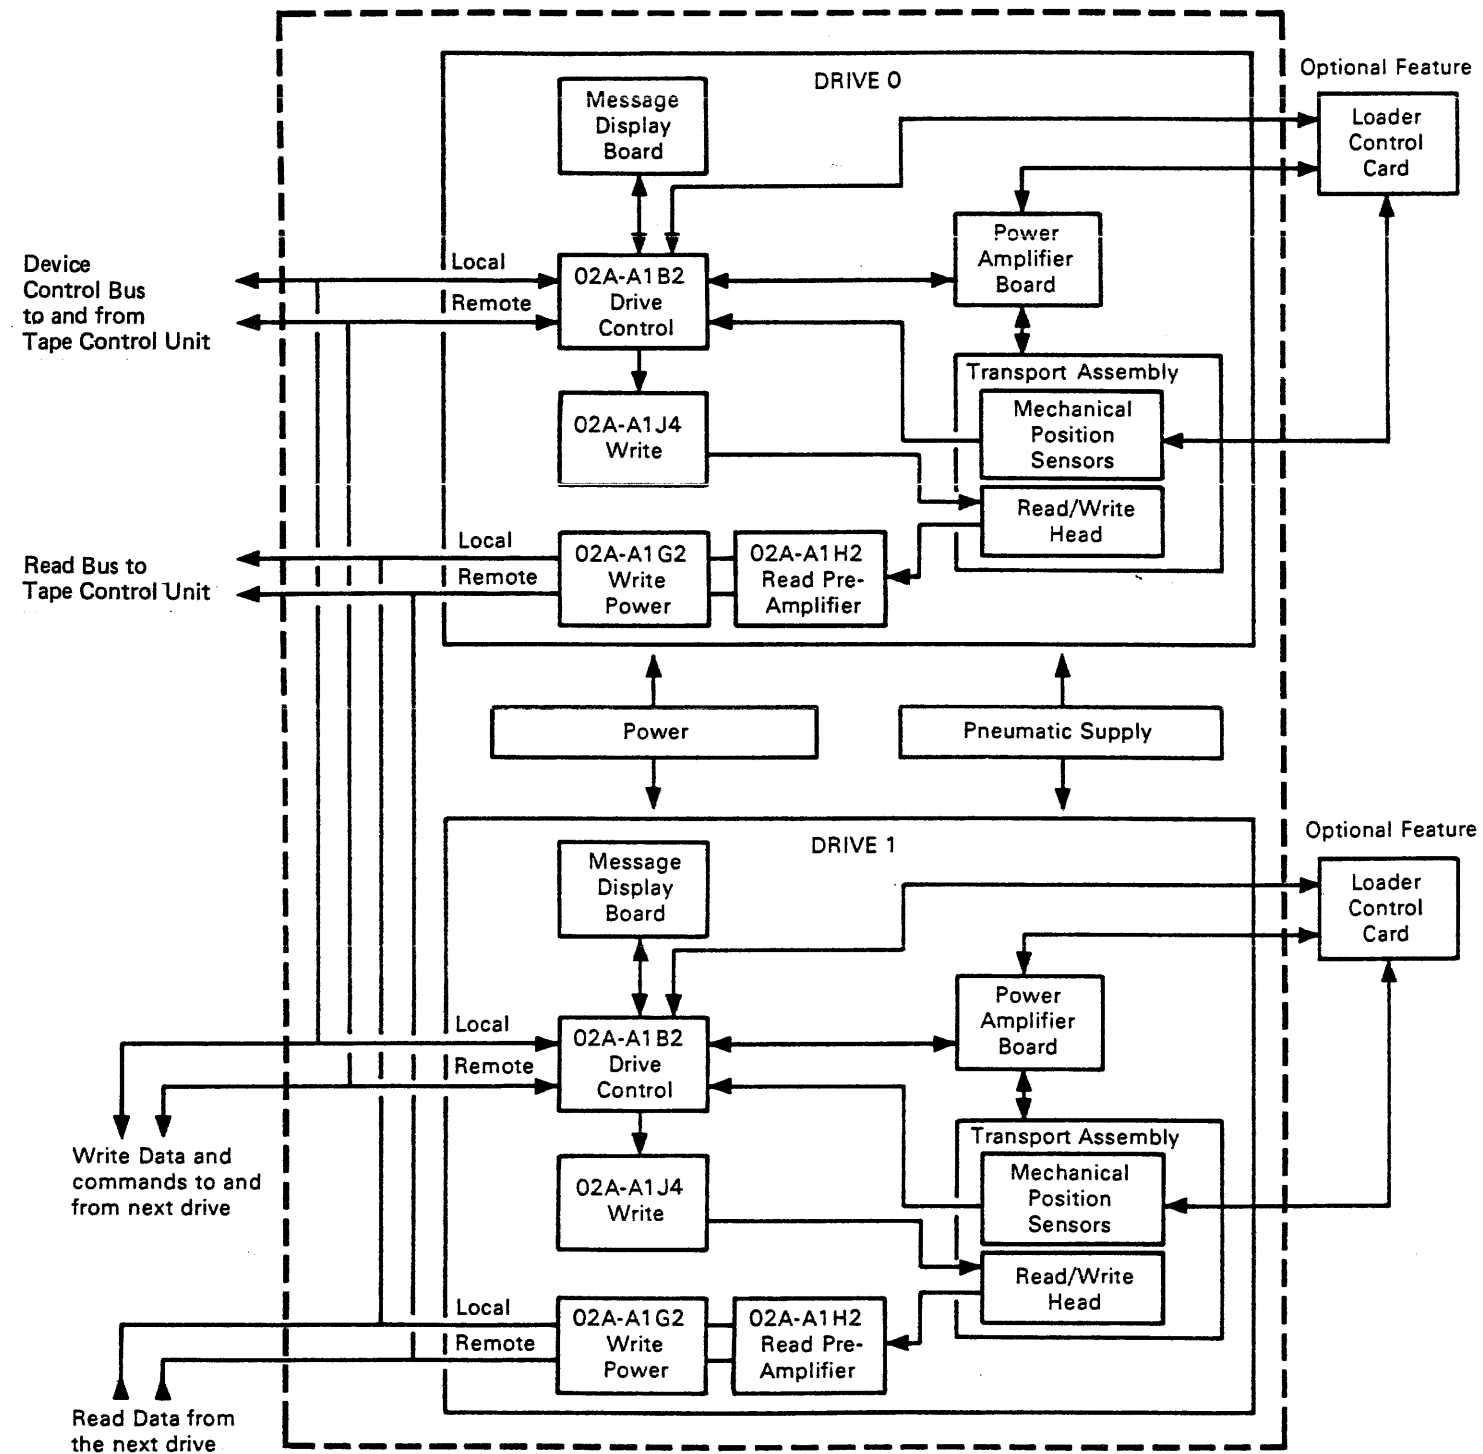 DRIVE 0
Optional Feature
Message
Display
Board
Loader
Control
Card
Power
Amplifier
Board
Device
Control Bus
to and from
Tape Control Unit
Local
Remote
02A-A1B2
Drive
Control
Transport Assembly
Mechanical
Position
Sensors
02A-A1J4
Write
Read/Write
Head
Read Bus to
Tape Control Unit
Local
Remote
02A-A1G2
Write
Power
02A-A1H2
Read Pre-
Amplifier
Power
Pneumatic Supply
DRIVE 1
Optional Feature
Message
Display
Board
Loader
Control
Card
Power
Amplifier
Board
Local
Remote
02A-A1B2
Drive
Control
Transport Assembly
Mechanical
Position
Sensors
Write Data and
commands to and
from next drive
02A-A1J4
Write
Read/Write
Head
Local
Remote
02A-A1G2
Write
Power
02A-A1H2
Read Pre-
Amplifier
Read Data from
the next drive